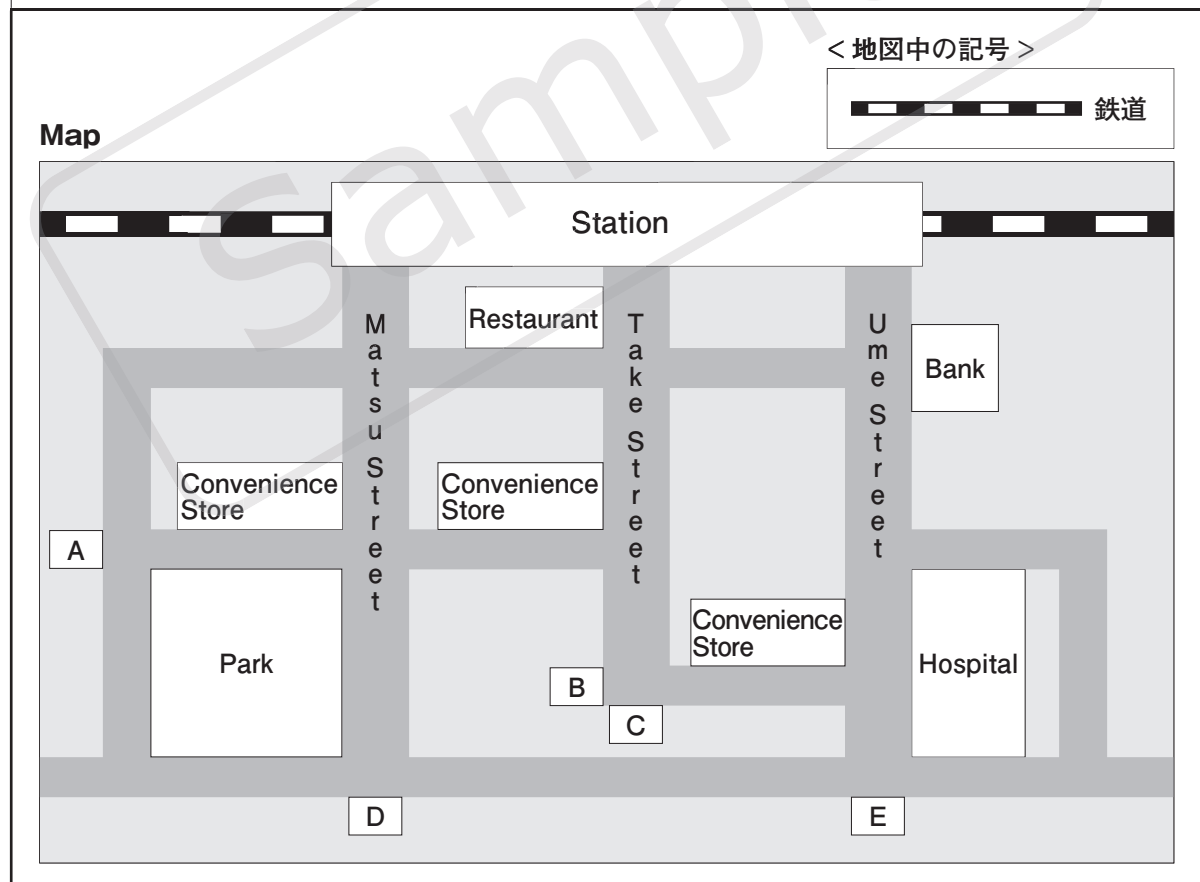 Sample
<地図中の記号>
鉄道
Map
Station
Restaurant
Matsu Street
Take Street
Ume Street
Bank
Convenience
Store
Convenience
Store
A
Convenience
Store
Park
B
C
Hospital
D
E